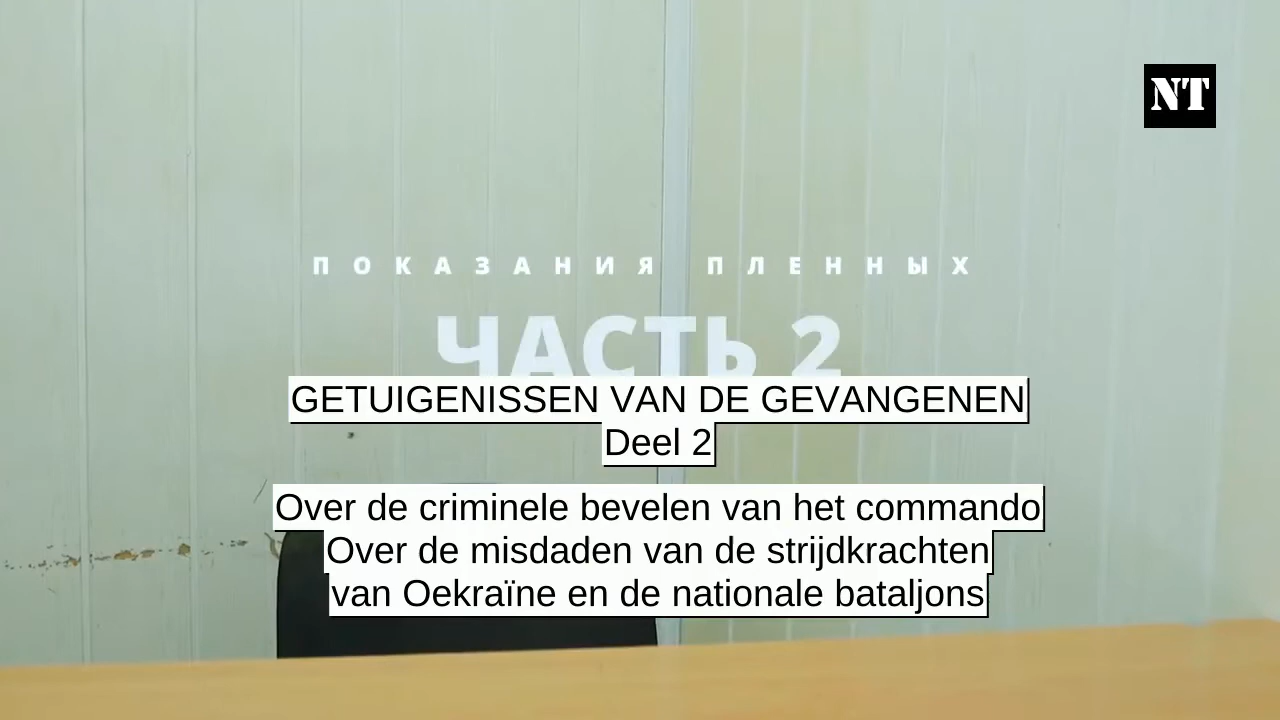 NT
ПОКАЗАНИЯ ПЛЕННЫХ
ЧАСТЬ 2
GETUIGENISSEN VAN DE GEVANGENEN
Deel 2
Over de criminele bevelen van het commando
Over de misdaden van de strijdkrachten
van Oekraïne en de nationale bataljons